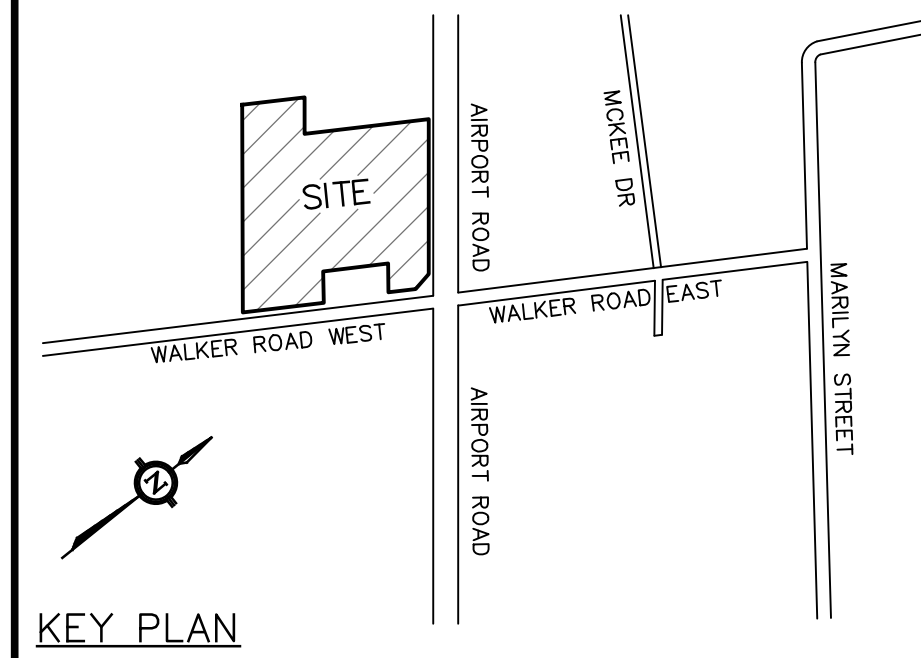 AIRPORT ROAD
MCKEE DR
SITE
MARILYN STREET
WALKER ROAD EAST
WALKER ROAD WEST
AIRPORT ROAD
N
KEY PLAN